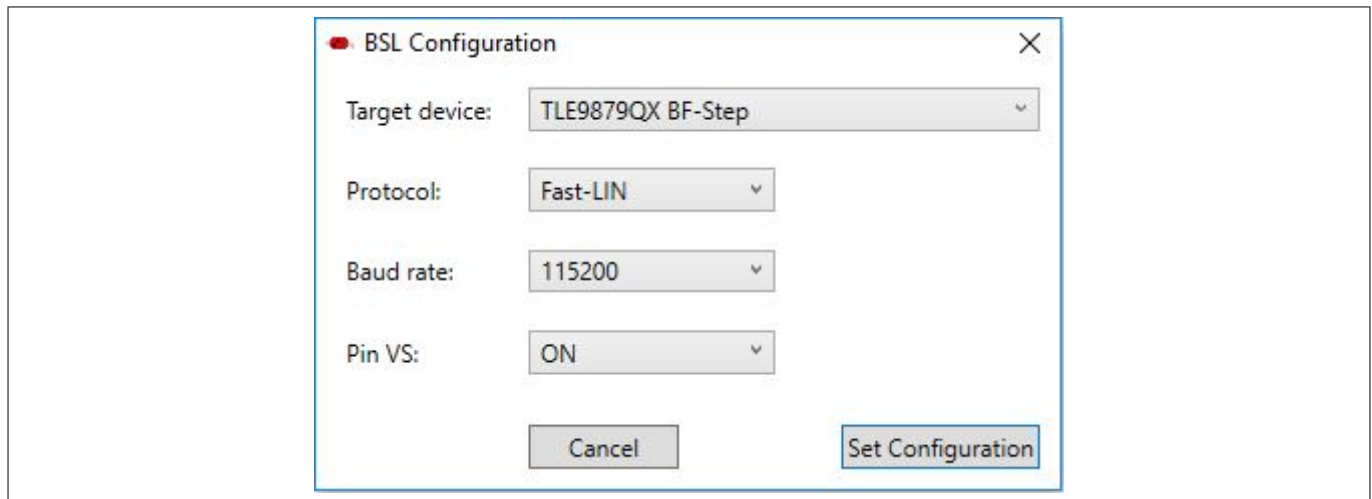 BSL Configuration
Target device: TLE9879QX BF-Step
Protocol: Fast-LIN
Baud rate: 115200
Pin VS: ON
Cancel Set Configuration